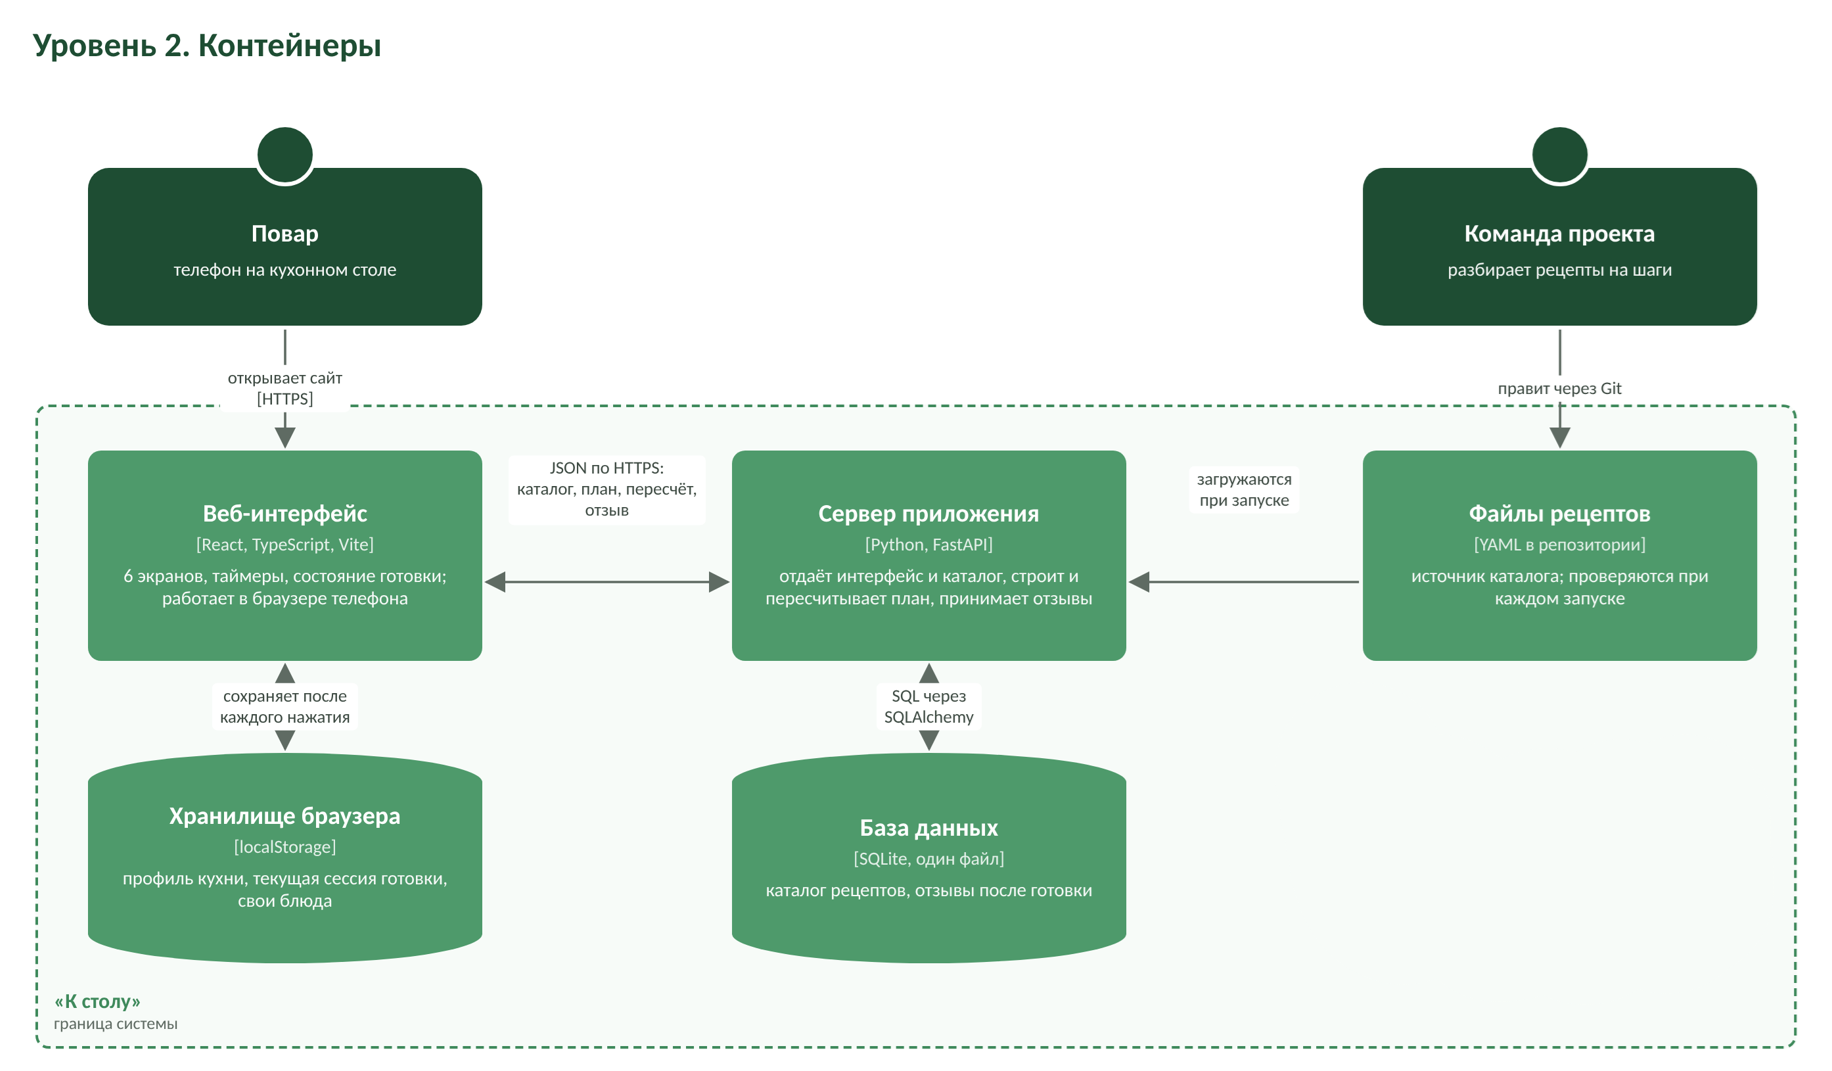 Уровень 2. Контейнеры
Повар
телефон на кухонном столе
Команда проекта
разбирает рецепты на шаги
открывает сайт
[HTTPS]
правит через Git
Веб-интерфейс
[React, TypeScript, Vite]
6 экранов, таймеры, состояние готовки;
работает в браузере телефона
JSON по HTTPS:
каталог, план, пересчёт,
отзыв
Сервер приложения
[Python, FastAPI]
отдаёт интерфейс и каталог, строит и
пересчитывает план, принимает отзывы
загружаются
при запуске
Файлы рецептов
[YAML в репозитории]
источник каталога; проверяются при
каждом запуске
сохраняет после
каждого нажатия
SQL через
SQLAlchemy
Хранилище браузера
[localStorage]
профиль кухни, текущая сессия готовки,
свои блюда
База данных
[SQLite, один файл]
каталог рецептов, отзывы после готовки
«К столу»
граница системы